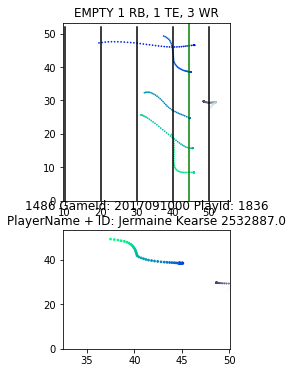 EMPTY 1 RB, 1 TE, 3 WR
50
40
30
20
10
0
10 20 30 40 50
1486 GameId: 2017091000 PlayId: 1836
PlayerName + ID: Jermaine Kearse 2532887.0
40
20
0
35 40 45 50